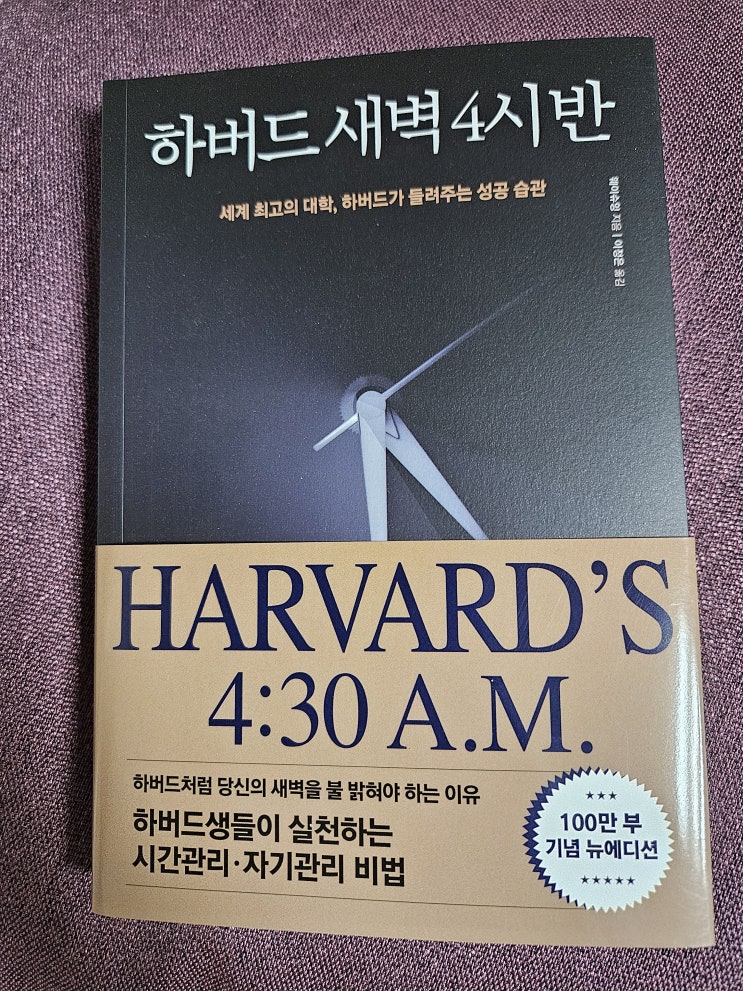 하버드 새벽 4시 반
세계 최고의 대학, 하버드가 들려주는 성공 습관
웨이슈잉 지음 | 이정은 옮김
HARVARD'S
4:30 A.M.
하버드처럼 당신의 새벽을 불 밝혀야 하는 이유
하버드생들이 실천하는
시간관리·자기관리 비법
100만 부
기념 뉴에디션